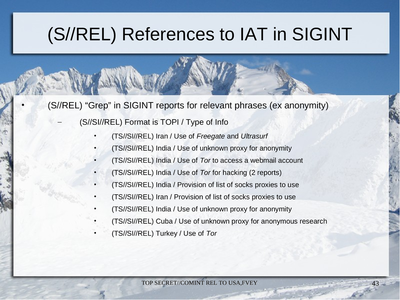 (S//REL) References to IAT in SIGINT
• (S//REL) “Grep” in SIGINT reports for relevant phrases (ex anonymity)
– (S//SI//REL) Format is TOPI / Type of Info
• (TS//SI//REL) Iran / Use of Freegate and Ultrasurf
• (TS//SI//REL) India / Use of unknown proxy for anonymity
• (TS//SI//REL) India / Use of Tor to access a webmail account
• (TS//SI//REL) India / Use of Tor for hacking (2 reports)
• (TS//SI//REL) India / Provision of list of socks proxies to use
• (TS//SI//REL) Iran / Provision of list of socks proxies to use
• (TS//SI//REL) India / Use of unknown proxy for anonymity
• (TS//SI//REL) Cuba / Use of unknown proxy for anonymous research
• (TS//SI//REL) Turkey / Use of Tor
TOP SECRET//COMINT REL TO USA,FVEY
43